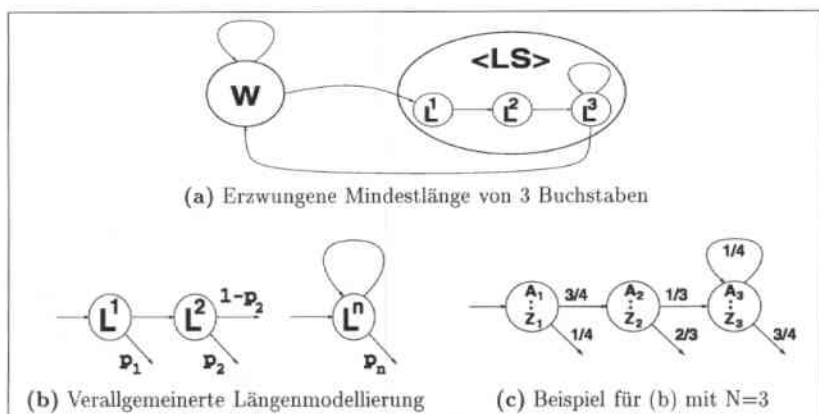 <LS>
W
L¹ L² L³
(a) Erzwungene Mindestlänge von 3 Buchstaben
L¹ L² 1-p₂ Lⁿ
p₁ p₂ pₙ
(b) Verallgemeinerte Längenmodellierung
1/4
A₁ 3/4 A₂ 1/3 A₃
⋮ ⋮ ⋮
Z₁ Z₂ Z₃
1/4 2/3 3/4
(c) Beispiel für (b) mit N=3